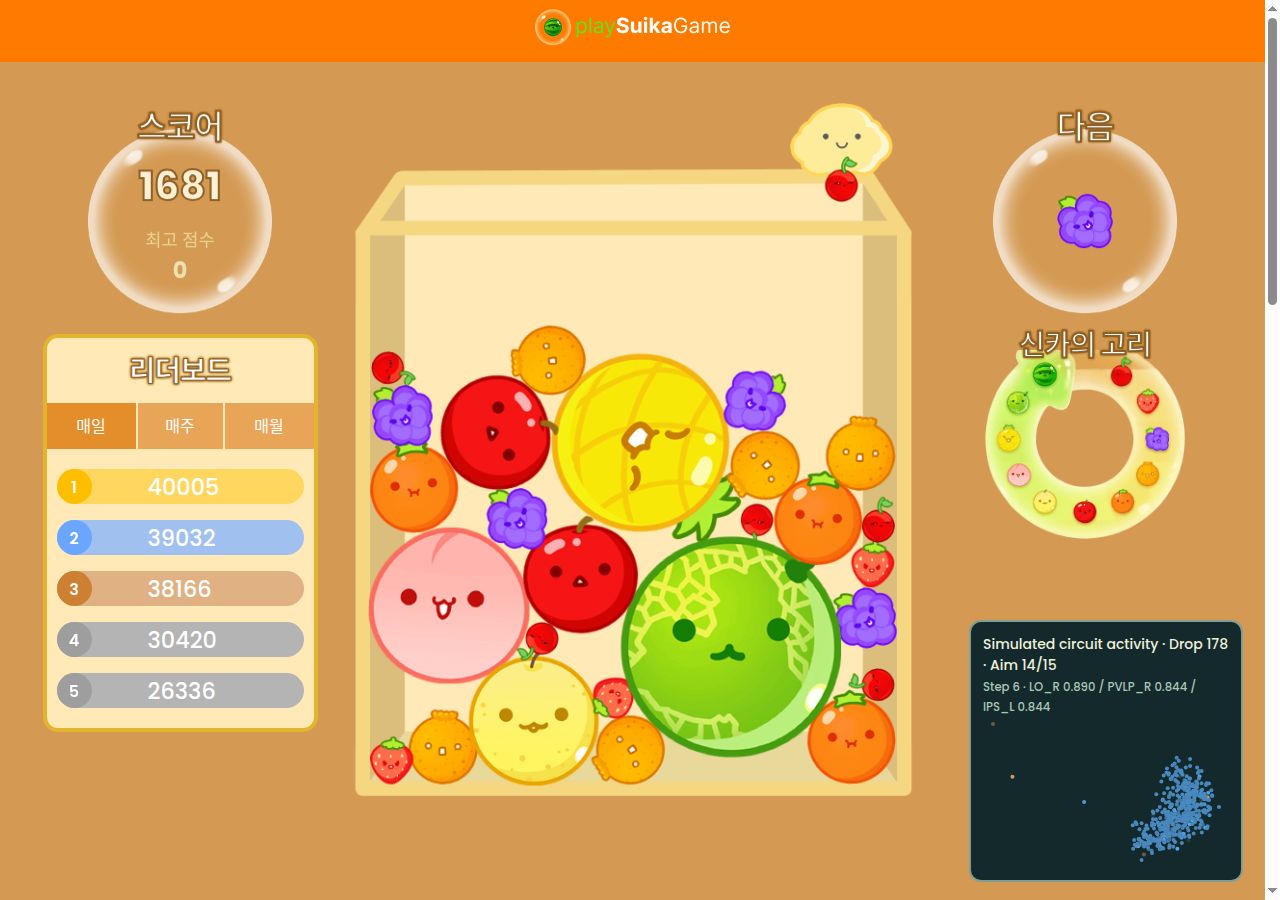 playSuikaGame
스코어
1681
최고 점수
0
다음
신카의 고리
리더보드
매일 매주 매월
1 40005
2 39032
3 38166
4 30420
5 26336
Simulated circuit activity · Drop 178
· Aim 14/15
Step 6 · LO_R 0.890 / PVLP_R 0.844 /
IPS_L 0.844